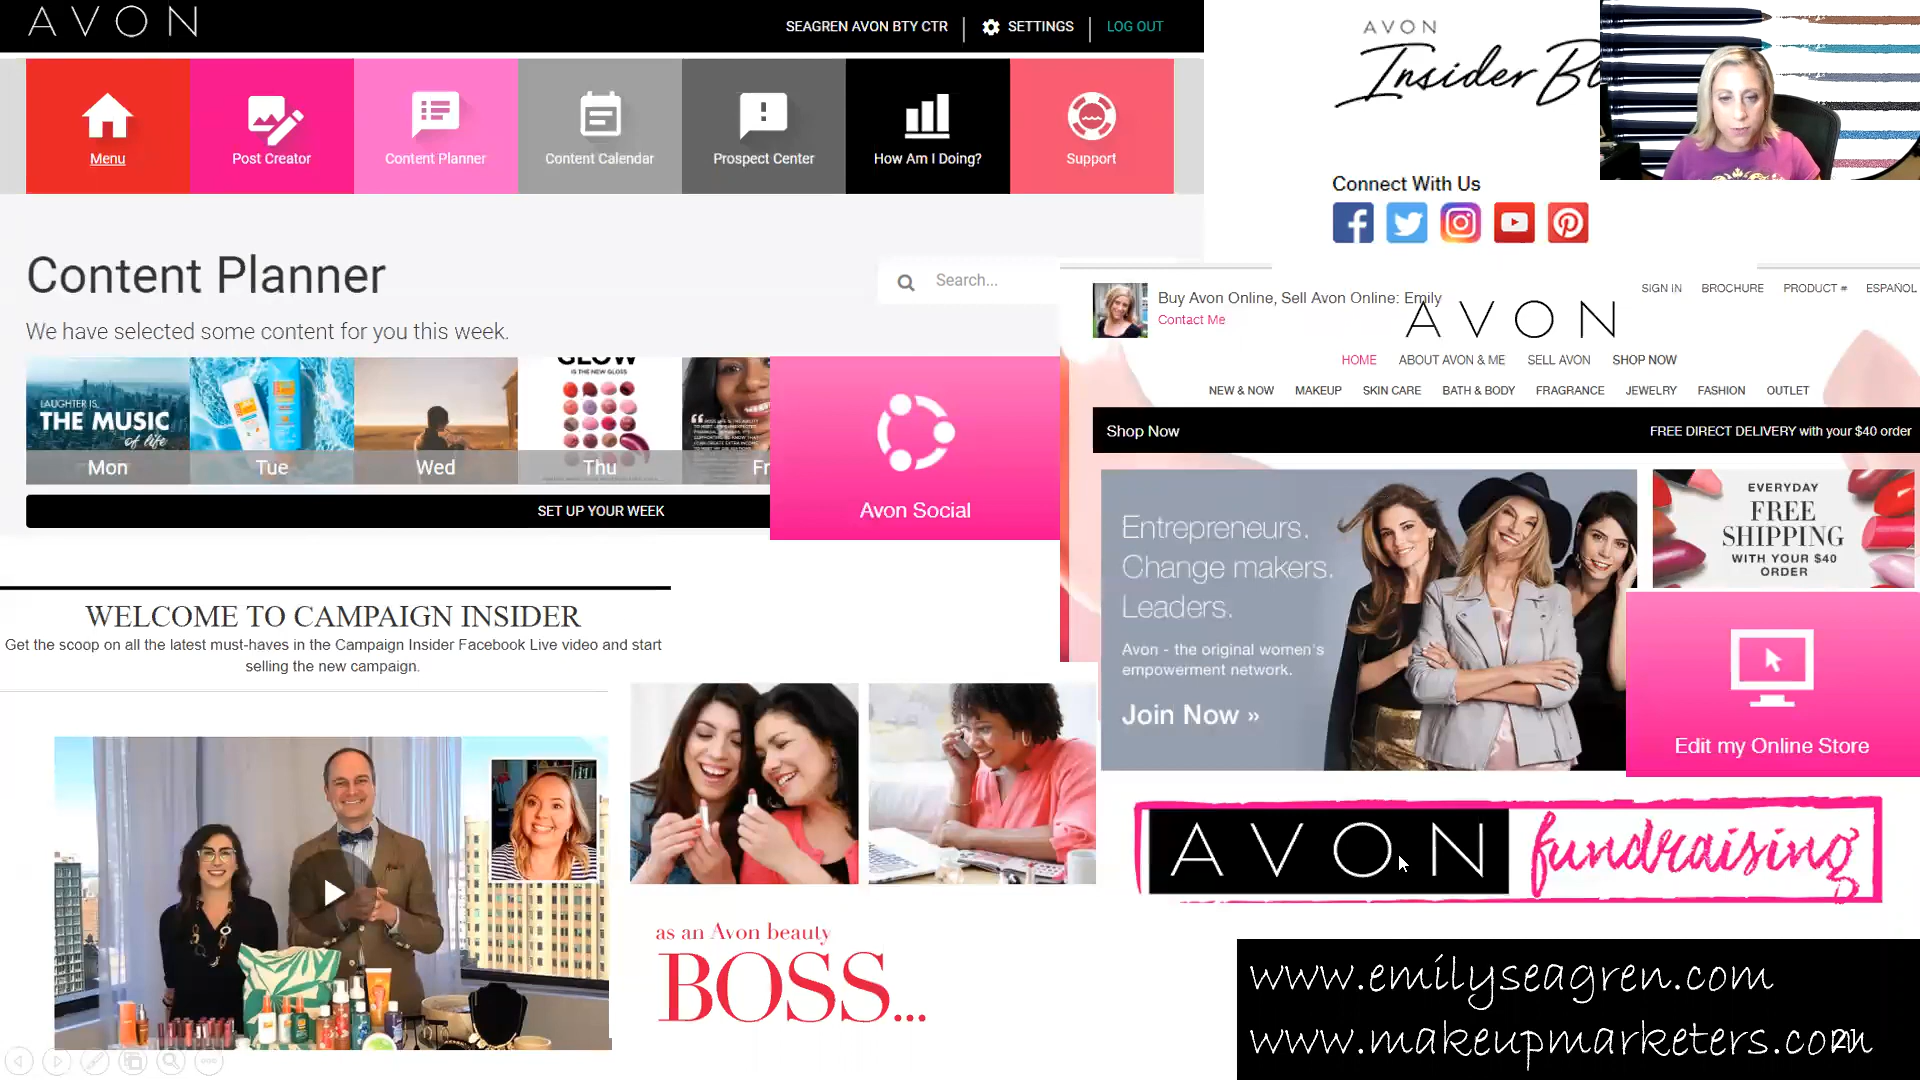 AVON
SEAGREN AVON BTY CTR
SETTINGS
LOG OUT
Menu
Post Creator
Content Planner
Content Calendar
Prospect Center
How Am I Doing?
Support
Content Planner
Search...
We have selected some content for you this week.
LAUGHTER IS
THE MUSIC
of life
GLOW
IS THE NEW GLOSS
Mon
Tue
Wed
Thu
Fr
SET UP YOUR WEEK
Avon Social
AVON
Insider
Connect With Us
Buy Avon Online, Sell Avon Online: Emily
Contact Me
AVON
SIGN IN
BROCHURE
PRODUCT #
ESPAÑOL
HOME
ABOUT AVON & ME
SELL AVON
SHOP NOW
NEW & NOW
MAKEUP
SKIN CARE
BATH & BODY
FRAGRANCE
JEWELRY
FASHION
OUTLET
Shop Now
FREE DIRECT DELIVERY with your $40 order
Entrepreneurs.
Change makers.
Leaders.
Avon - the original women's
empowerment network.
Join Now »
EVERYDAY
FREE
SHIPPING
WITH YOUR $40
ORDER
Edit my Online Store
WELCOME TO CAMPAIGN INSIDER
Get the scoop on all the latest must-haves in the Campaign Insider Facebook Live video and start
selling the new campaign.
as an Avon beauty
BOSS...
AVON fundraising
www.emilyseagren.com
www.makeupmarketers.com